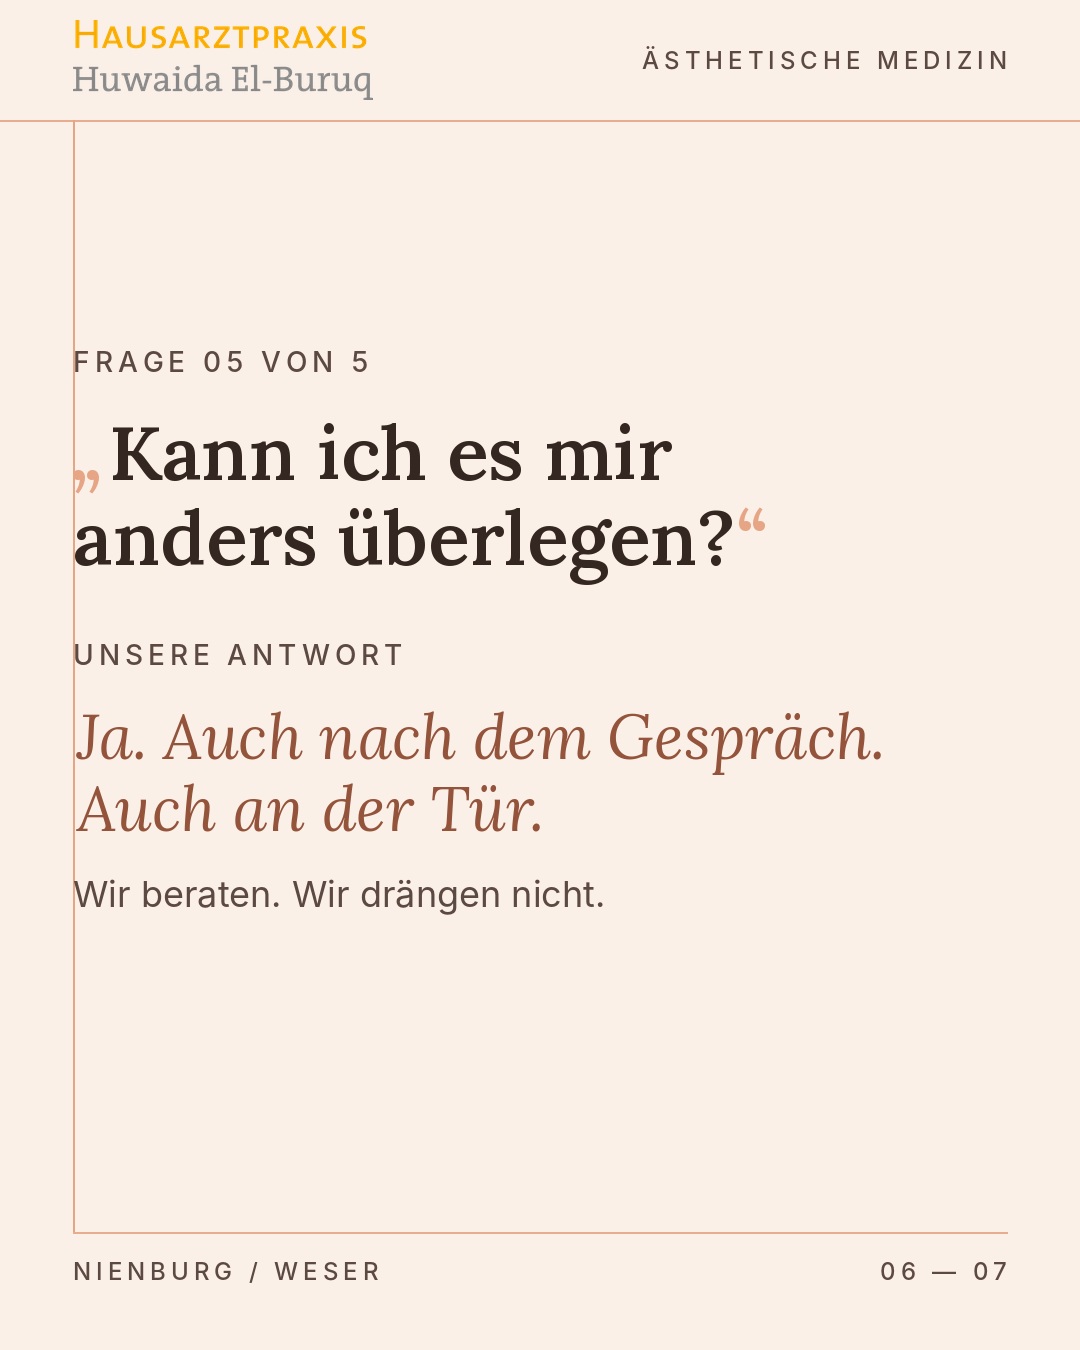 HAUSARZTPRAXIS
Huwaida El-Buruq
ÄSTHETISCHE MEDIZIN
FRAGE 05 VON 5
„Kann ich es mir
anders überlegen?“
UNSERE ANTWORT
Ja. Auch nach dem Gespräch.
Auch an der Tür.
Wir beraten. Wir drängen nicht.
NIENBURG / WESER
06 — 07